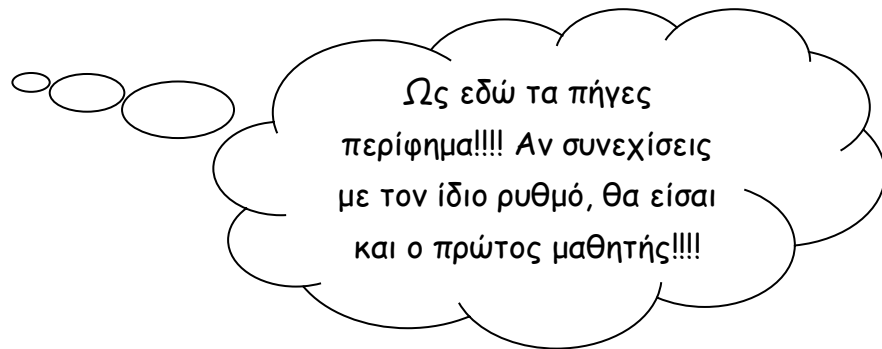 Ως εδώ τα πήγες
περίφημα!!!! Αν συνεχίσεις
με τον ίδιο ρυθμό, θα είσαι
και ο πρώτος μαθητής!!!!